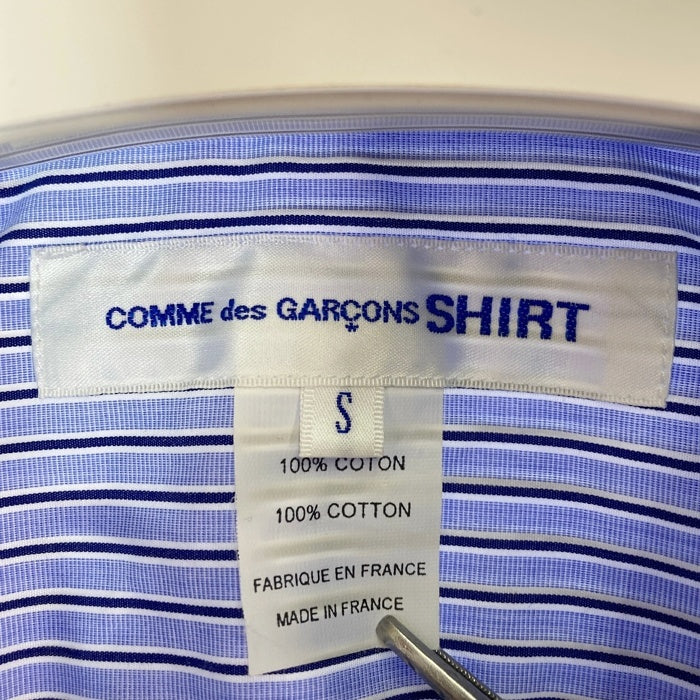 COMME des GARÇONS SHIRT
*
S
100% COTON
100% COTTON
FABRIQUE EN FRANCE
MADE IN FRANCE